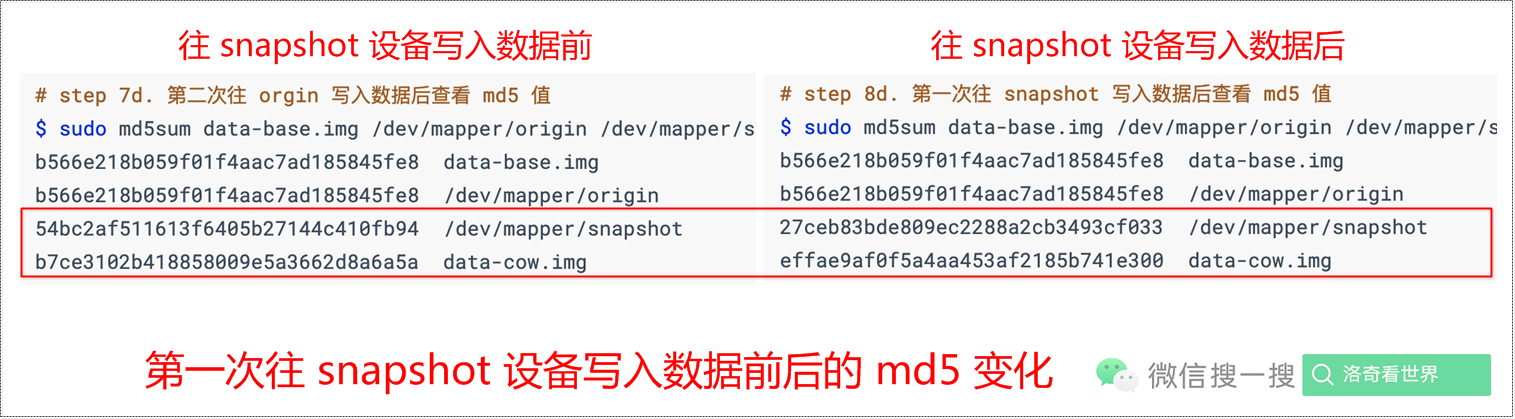 往 snapshot 设备写入数据前
# step 7d. 第二次往 orgin 写入数据后查看 md5 值
$ sudo md5sum data-base.img /dev/mapper/origin /dev/mapper/s
b566e218b059f01f4aac7ad185845fe8  data-base.img
b566e218b059f01f4aac7ad185845fe8  /dev/mapper/origin
54bc2af511613f6405b27144c410fb94  /dev/mapper/snapshot
b7ce3102b418858009e5a3662d8a6a5a  data-cow.img
往 snapshot 设备写入数据后
# step 8d. 第一次往 snapshot 写入数据后查看 md5 值
$ sudo md5sum data-base.img /dev/mapper/origin /dev/mapper/s
b566e218b059f01f4aac7ad185845fe8  data-base.img
b566e218b059f01f4aac7ad185845fe8  /dev/mapper/origin
27ceb83bde809ec2288a2cb3493cf033  /dev/mapper/snapshot
effae9af0f5a4aa453af2185b741e300  data-cow.img
第一次往 snapshot 设备写入数据前后的 md5 变化
微信搜一搜 洛奇看世界